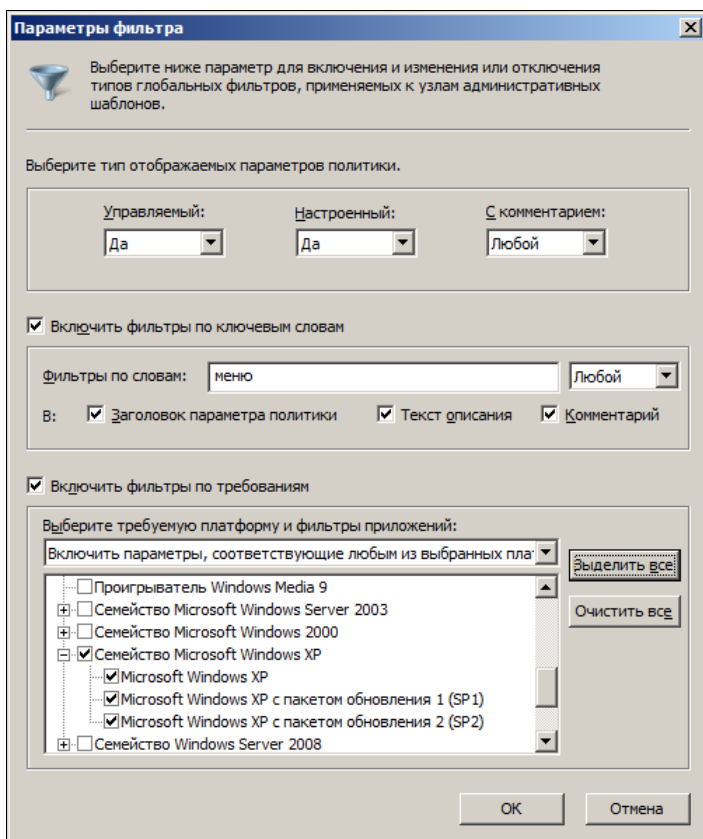 Параметры фильтра
Выберите ниже параметр для включения и изменения или отключения
типов глобальных фильтров, применяемых к узлам административных
шаблонов.
Выберите тип отображаемых параметров политики.
Управляемый: Настроенный: С комментарием:
Да Да Любой
Включить фильтры по ключевым словам
Фильтры по словам: меню Любой
В: Заголовок параметра политики Текст описания Комментарий
Включить фильтры по требованиям
Выберите требуемую платформу и фильтры приложений:
Включить параметры, соответствующие любым из выбранных плат
Выделить все
Проигрыватель Windows Media 9
Семейство Microsoft Windows Server 2003
Очистить все
Семейство Microsoft Windows 2000
Семейство Microsoft Windows XP
Microsoft Windows XP
Microsoft Windows XP с пакетом обновления 1 (SP1)
Microsoft Windows XP с пакетом обновления 2 (SP2)
Семейство Windows Server 2008
ОК Отмена